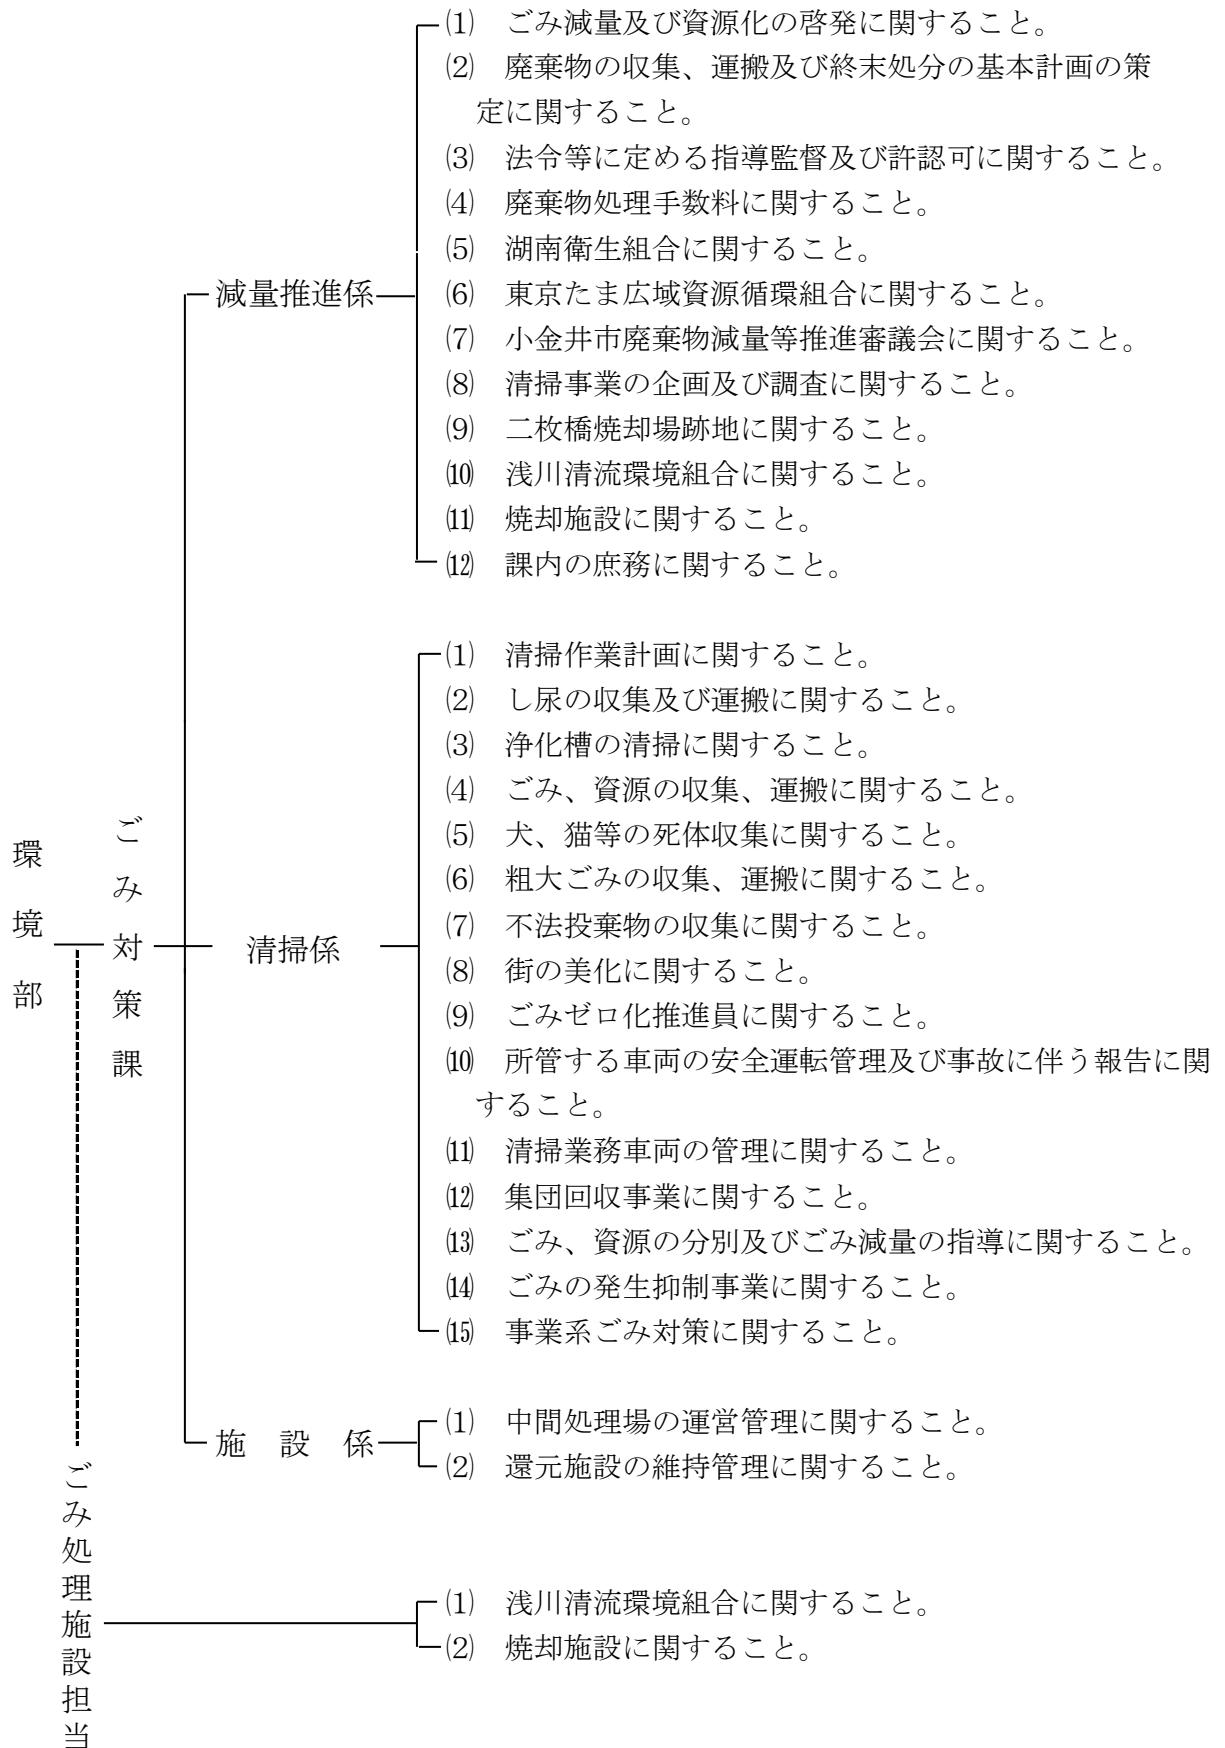 環境部
ごみ対策課
減量推進係
⑴　ごみ減量及び資源化の啓発に関すること。
⑵　廃棄物の収集、運搬及び終末処分の基本計画の策
定に関すること。
⑶　法令等に定める指導監督及び許認可に関すること。
⑷　廃棄物処理手数料に関すること。
⑸　湖南衛生組合に関すること。
⑹　東京たま広域資源循環組合に関すること。
⑺　小金井市廃棄物減量等推進審議会に関すること。
⑻　清掃事業の企画及び調査に関すること。
⑼　二枚橋焼却場跡地に関すること。
⑽　浅川清流環境組合に関すること。
⑾　焼却施設に関すること。
⑿　課内の庶務に関すること。
清掃係
⑴　清掃作業計画に関すること。
⑵　し尿の収集及び運搬に関すること。
⑶　浄化槽の清掃に関すること。
⑷　ごみ、資源の収集、運搬に関すること。
⑸　犬、猫等の死体収集に関すること。
⑹　粗大ごみの収集、運搬に関すること。
⑺　不法投棄物の収集に関すること。
⑻　街の美化に関すること。
⑼　ごみゼロ化推進員に関すること。
⑽　所管する車両の安全運転管理及び事故に伴う報告に関
すること。
⑾　清掃業務車両の管理に関すること。
⑿　集団回収事業に関すること。
⒀　ごみ、資源の分別及びごみ減量の指導に関すること。
⒁　ごみの発生抑制事業に関すること。
⒂　事業系ごみ対策に関すること。
施　設　係
⑴　中間処理場の運営管理に関すること。
⑵　還元施設の維持管理に関すること。
ごみ処理施設担当
⑴　浅川清流環境組合に関すること。
⑵　焼却施設に関すること。